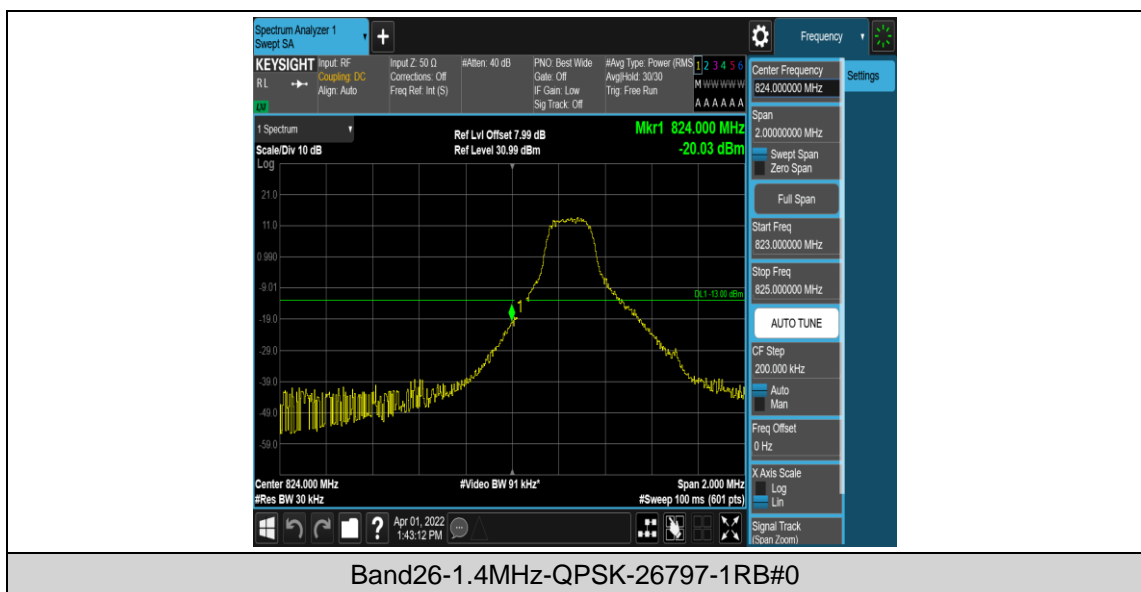 Spectrum Analyzer 1
Swept SA
+
Frequency
KEYSIGHT
RL
LV
Input: RF
Coupling: DC
Align: Auto
Input Z: 50 Ω
Corrections: Off
Freq Ref: Int (S)
#Atten: 40 dB
PNO: Best Wide
Gate: Off
IF Gain: Low
Sig Track: Off
#Avg Type: Power (RMS
Avg|Hold: 30/30
Trig: Free Run
1 2 3 4 5 6
M W W W W W
A A A A A A
1 Spectrum
Scale/Div 10 dB
Log
Ref Lvl Offset 7.99 dB
Ref Level 30.99 dBm
Mkr1 824.000 MHz
-20.03 dBm
21.0
11.0
0.990
-9.01
-19.0
-29.0
-39.0
-49.0
-59.0
DL1 -13.00 dBm
1
Center 824.000 MHz
#Res BW 30 kHz
#Video BW 91 kHz*
Span 2.000 MHz
#Sweep 100 ms (601 pts)
Center Frequency
824.000000 MHz
Settings
Span
2.00000000 MHz
Swept Span
Zero Span
Full Span
Start Freq
823.000000 MHz
Stop Freq
825.000000 MHz
AUTO TUNE
CF Step
200.000 kHz
Auto
Man
Freq Offset
0 Hz
X Axis Scale
Log
Lin
Signal Track
(Span Zoom)
?
Apr 01, 2022
1:43:12 PM
Band26-1.4MHz-QPSK-26797-1RB#0